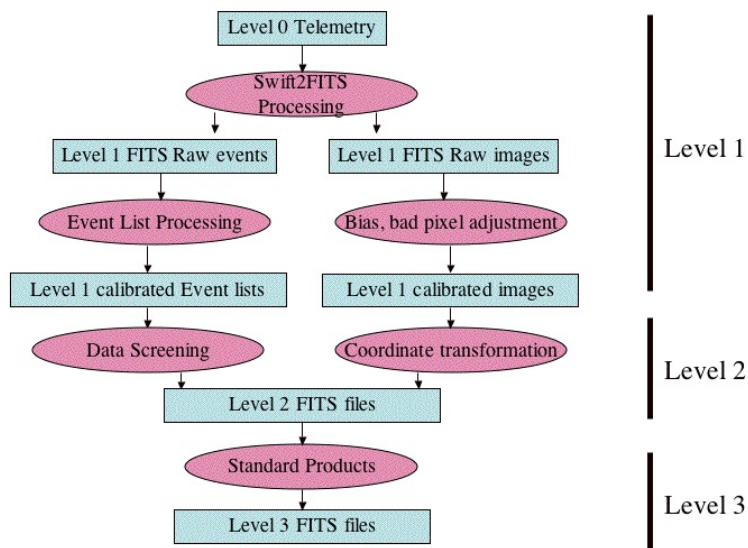 Level 0 Telemetry
Swift2FITS
Processing
Level 1 FITS Raw events
Level 1 FITS Raw images
Level 1
Event List Processing
Bias, bad pixel adjustment
Level 1 calibrated Event lists
Level 1 calibrated images
Data Screening
Coordinate transformation
Level 2
Level 2 FITS files
Standard Products
Level 3
Level 3 FITS files